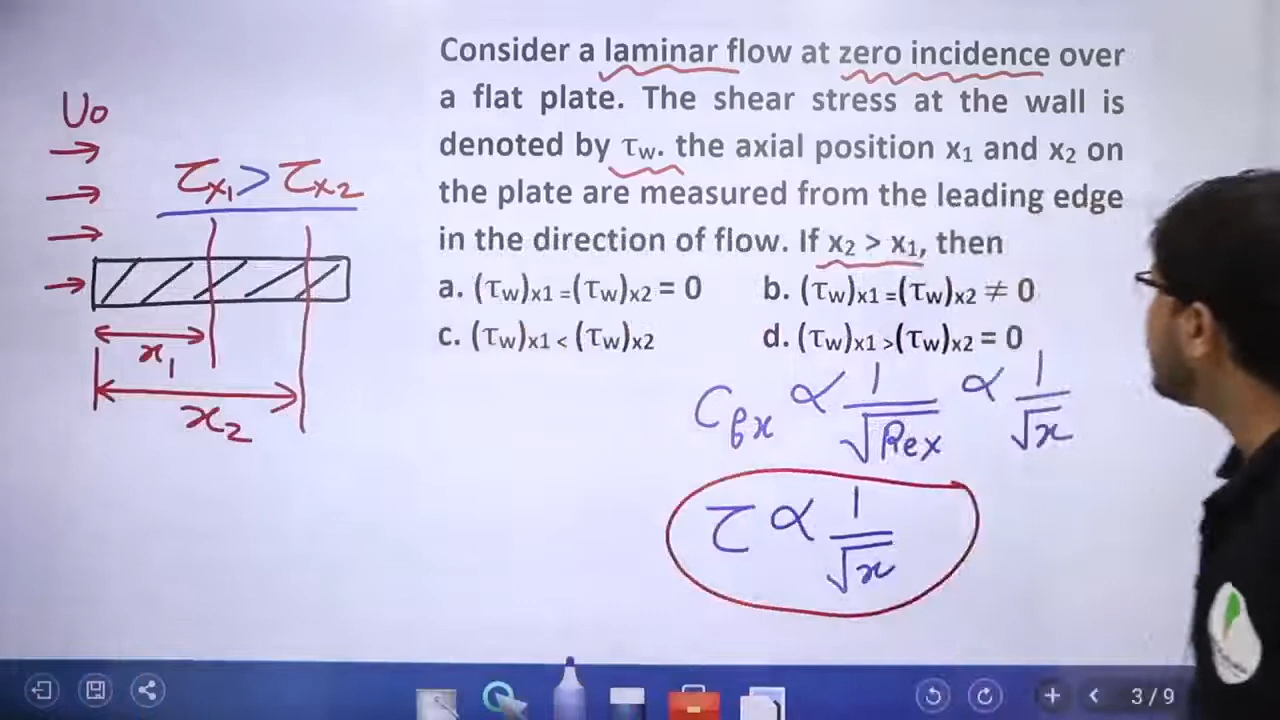 Consider a laminar flow at zero incidence over
a flat plate. The shear stress at the wall is
denoted by τw. the axial position x1 and x2 on
the plate are measured from the leading edge
in the direction of flow. If x2 > x1, then
a. (τw)x1 =(τw)x2 = 0 b. (τw)x1 =(τw)x2 ≠ 0
c. (τw)x1 < (τw)x2 d. (τw)x1 >(τw)x2 = 0
U0
τx1 > τx2
x1
x2
Cfx ∝ 1/√Rex ∝ 1/√x
τ ∝ 1/√x
3 / 9